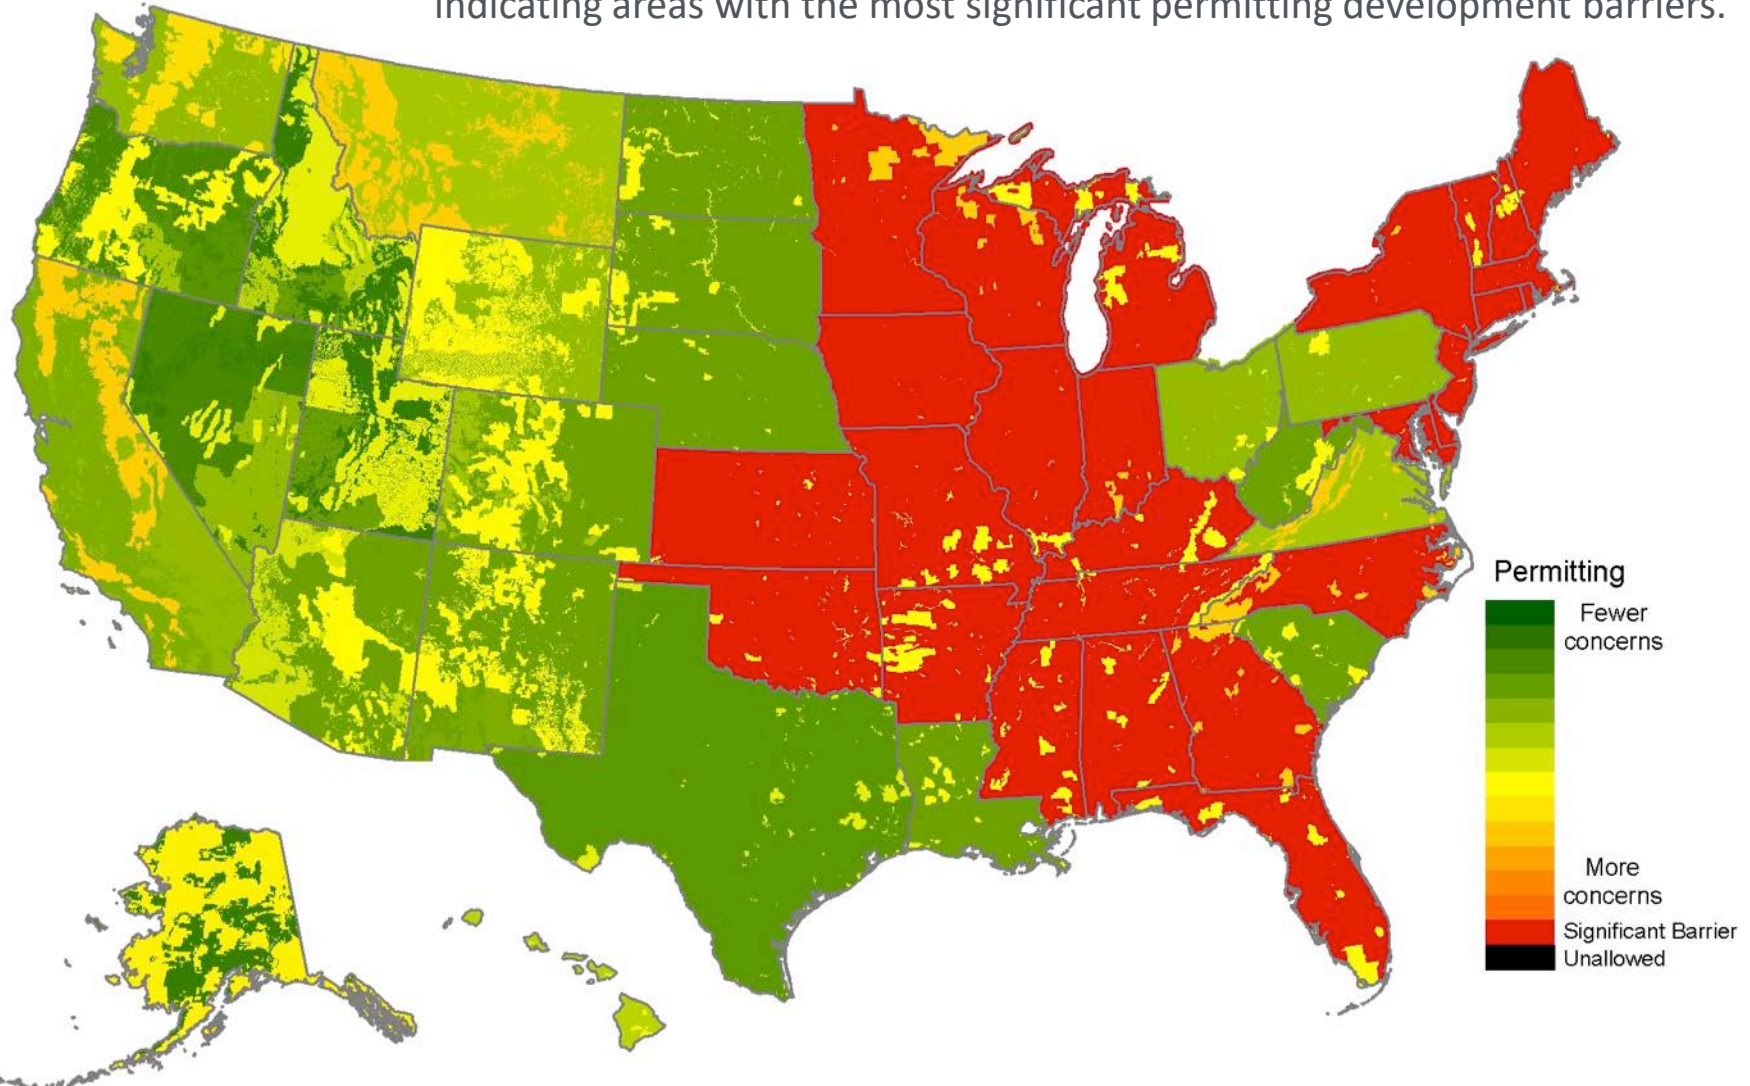 Indicating areas with the most significant permitting development barriers.
Permitting
Fewer
concerns
More
concerns
Significant Barrier
Unallowed